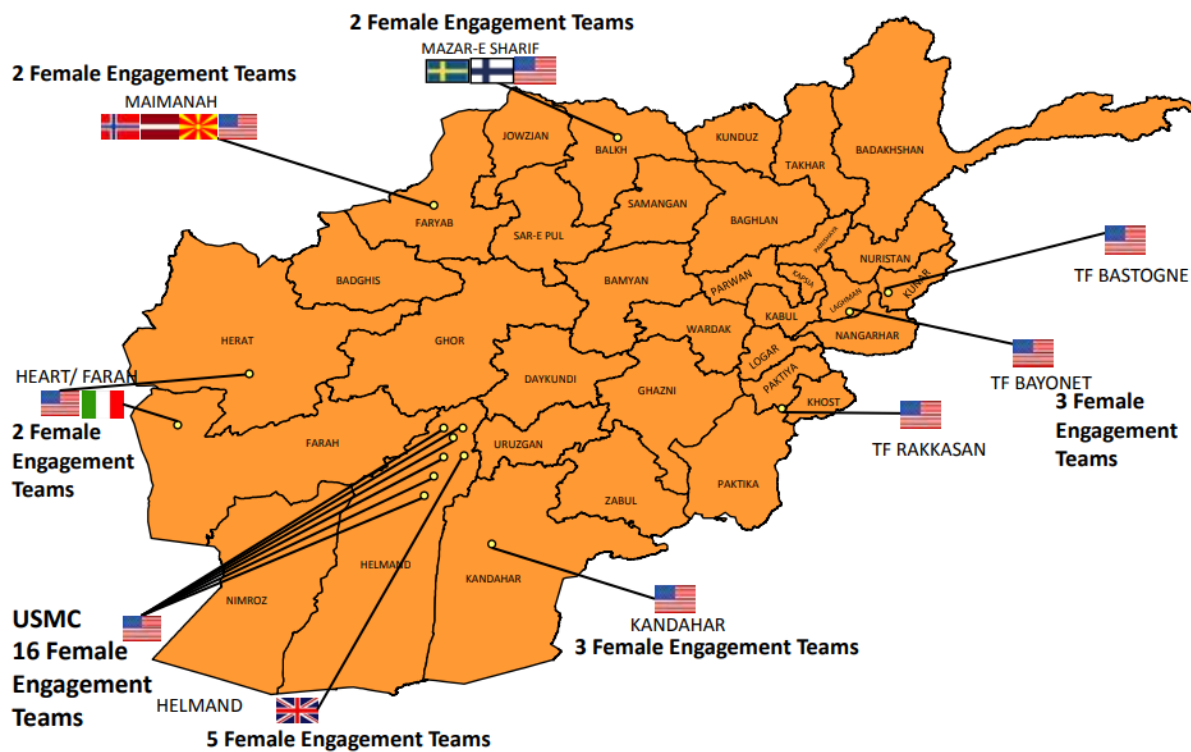 2 Female Engagement Teams
MAZAR-E SHARIF
2 Female Engagement Teams
MAIMANAH
JOWZJAN
BALKH
KUNDUZ
TAKHAR
BADAKHSHAN
FARYAB
SAR-E PUL
SAMANGAN
BAGHLAN
PANJSHAYR
NURISTAN
KUNAR
TF BASTOGNE
BADGHIS
BAMYAN
PARWAN
KAPSIA
LAGHMAN
KABUL
NANGARHAR
WARDAK
LOGAR
PAKTIYA
KHOST
HERAT
GHOR
DAYKUNDI
GHAZNI
TF BAYONET
3 Female
Engagement
Teams
TF RAKKASAN
HEART/ FARAH
2 Female
Engagement
Teams
FARAH
URUZGAN
ZABUL
PAKTIKA
NIMROZ
HELMAND
KANDAHAR
KANDAHAR
3 Female Engagement Teams
USMC
16 Female
Engagement
Teams
HELMAND
5 Female Engagement Teams